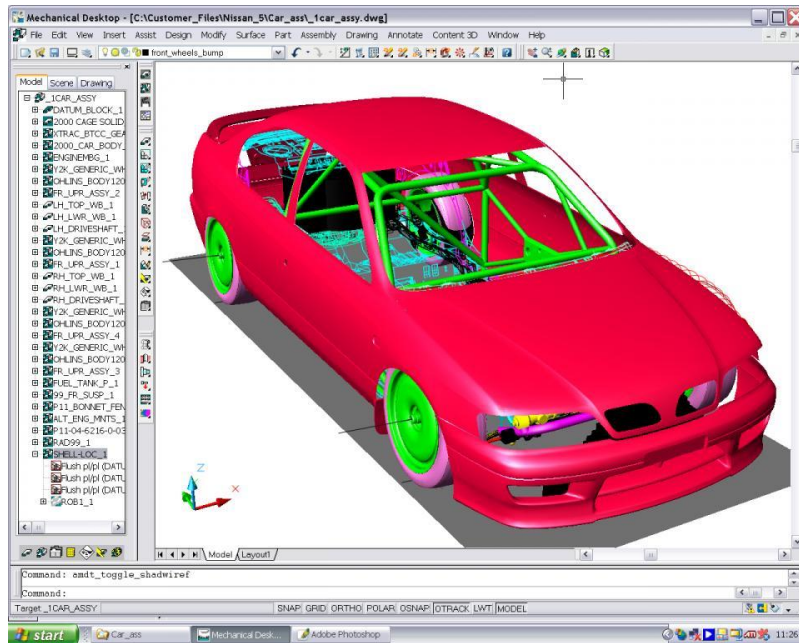 Mechanical Desktop - [C:\Customer_Files\Nissan_5\Car_ass\_1car_assy.dwg]
File Edit View Insert Assist Design Modify Surface Part Assembly Drawing Annotate Content 3D Window Help
front_wheels_bump
Model Scene Drawing
_1CAR_ASSY
DATUM_BLOCK_1
2000 CAGE SOLID
XTRAC_BTCC_GEA
2000_CAR_BODY_
ENGINEMBG_1
Y2K_GENERIC_WH
OHLINS_BODY120
FR_UPR_ASSY_2
LH_TOP_WB_1
LH_LWR_WB_1
LH_DRIVESHAFT_
Y2K_GENERIC_WH
OHLINS_BODY120
FR_UPR_ASSY_1
RH_TOP_WB_1
RH_LWR_WB_1
RH_DRIVESHAFT_
Y2K_GENERIC_WH
OHLINS_BODY120
FR_UPR_ASSY_4
Y2K_GENERIC_WH
OHLINS_BODY120
FR_UPR_ASSY_3
FUEL_TANK_P_1
99_FR_SUSP_1
P11_BONNET_FEN
ALT_ENG_MNTS_1
P11-04-6216-0-03
RAD99_1
SHELL-LOC_1
Flush pl/pl (DATU
Flush pl/pl (DATU
Flush pl/pl (DATU
ROB1_1
Z
X
Model Layout1
Command: amdt_toggle_shadwiref
Command:
Target _1CAR_ASSY SNAP GRID ORTHO POLAR OSNAP OTRACK LWT MODEL
start Car_ass Mechanical Desk... Adobe Photoshop 11:26